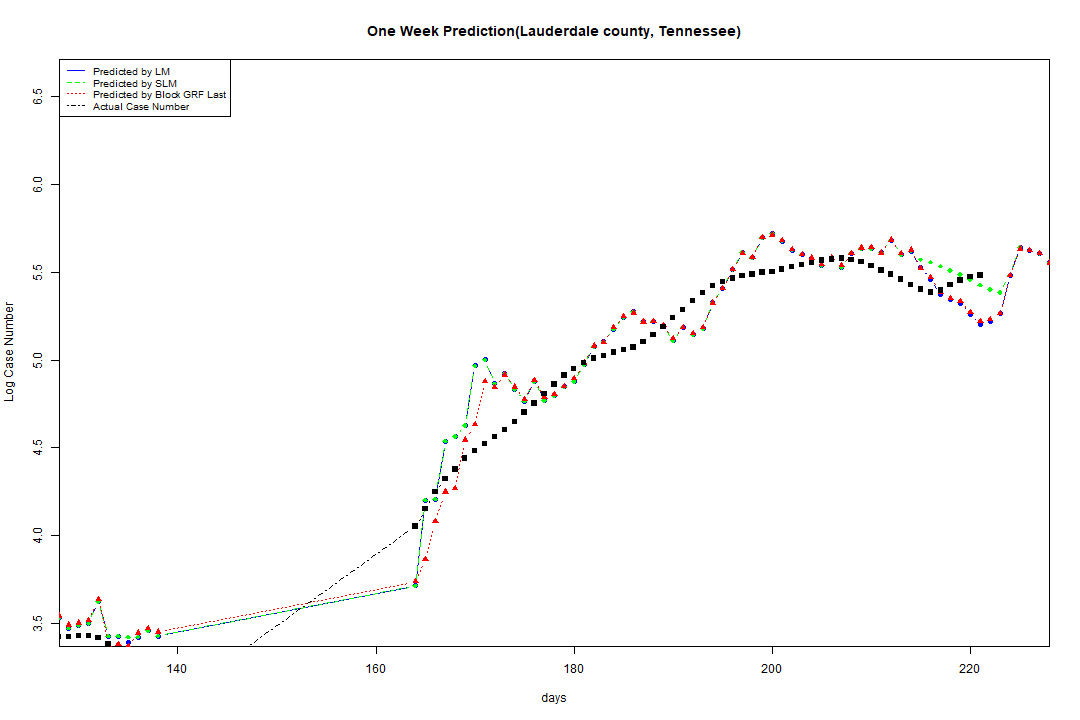 One Week Prediction(Lauderdale county, Tennessee)
Predicted by LM
Predicted by SLM
Predicted by Block GRF Last
Actual Case Number
6.5
6.0
5.5
5.0
4.5
4.0
3.5
Log Case Number
140 160 180 200 220
days